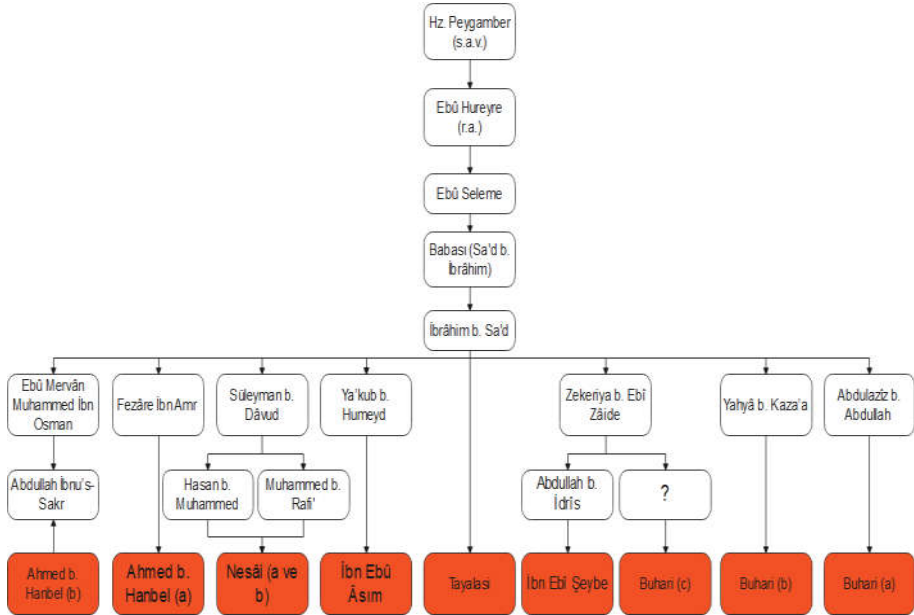 Hz. Peygamber
(s.a.v.)
Ebû Hureyre
(r.a.)
Ebû Seleme
Babası (Sa'd b.
İbrâhim)
İbrâhim b. Sa'd
Ebû Mervân
Muhammed İbn
Osman
Fezâre İbn Amr
Süleyman b.
Dâvud
Ya'kub b.
Humeyd
Zekeriya b. Ebî
Zâide
Yahyâ b. Kaza'a
Abdulazîz b.
Abdullah
Abdullah İbnu's-
Sakr
Hasan b.
Muhammed
Muhammed b.
Rafi'
Abdullah b.
İdrîs
?
Ahmed b.
Hanbel (b)
Ahmed b.
Hanbel (a)
Nesâi (a ve
b)
İbn Ebû
Âsım
Tayalasi
İbn Ebî Şeybe
Buhari (c)
Buhari (b)
Buhari (a)